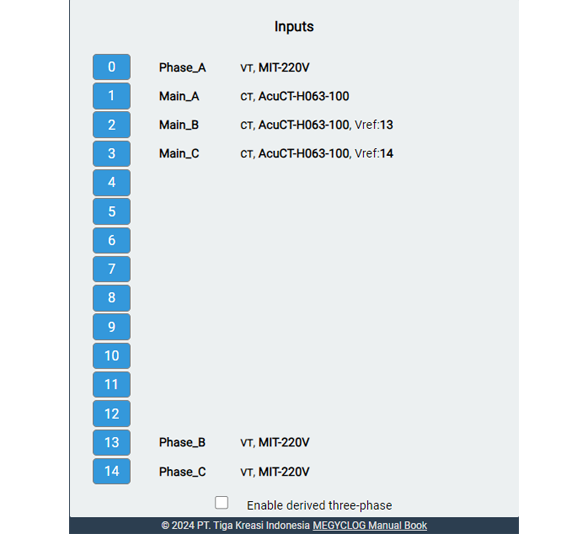 Inputs
0 Phase_A VT, MIT-220V
1 Main_A CT, AcuCT-H063-100
2 Main_B CT, AcuCT-H063-100, Vref:13
3 Main_C CT, AcuCT-H063-100, Vref:14
4
5
6
7
8
9
10
11
12
13 Phase_B VT, MIT-220V
14 Phase_C VT, MIT-220V
Enable derived three-phase
© 2024 PT. Tiga Kreasi Indonesia MEGYCLOG Manual Book